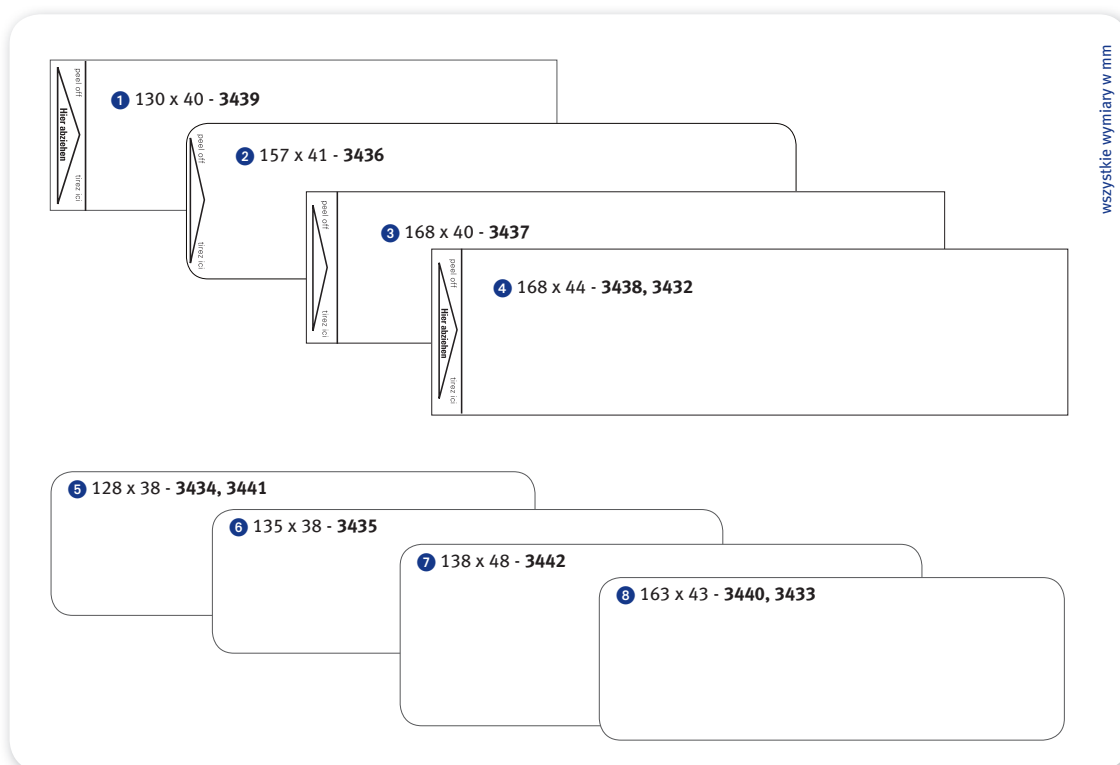 wszystkie wymiary w mm
1 130 x 40 - 3439
peel off
Hier abziehen
tirez ici
2 157 x 41 - 3436
peel off
tirez ici
3 168 x 40 - 3437
peel off
tirez ici
4 168 x 44 - 3438, 3432
peel off
Hier abziehen
tirez ici
5 128 x 38 - 3434, 3441
6 135 x 38 - 3435
7 138 x 48 - 3442
8 163 x 43 - 3440, 3433